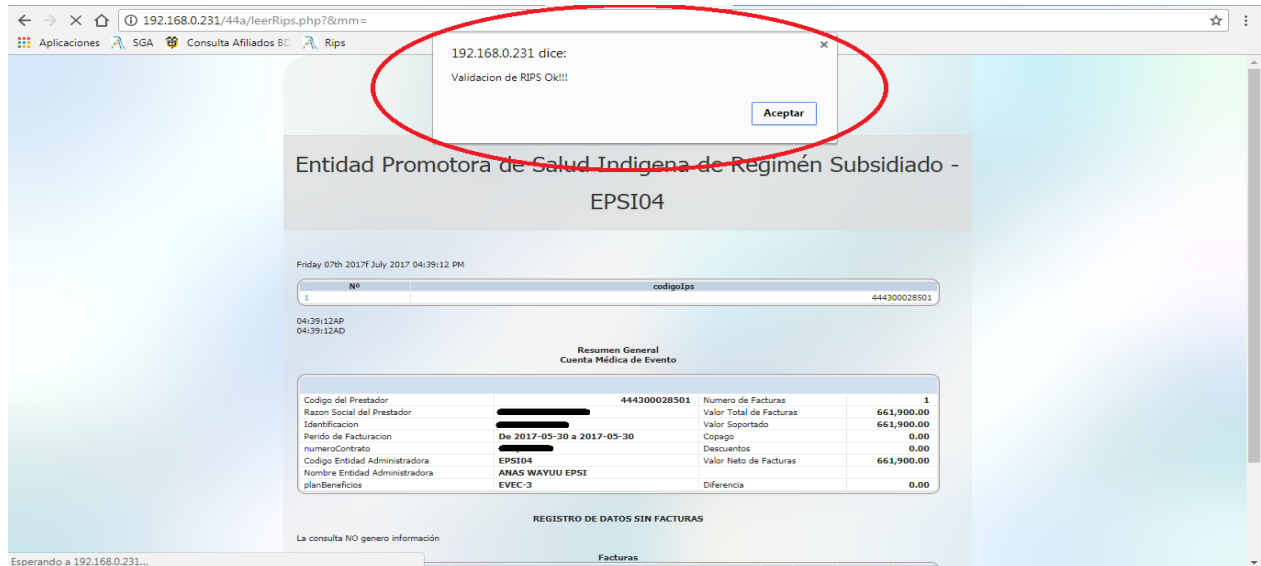 192.168.0.231/44a/leerRips.php?&mm=
Aplicaciones SGA Consulta Afiliados BD Rips
192.168.0.231 dice:
Validacion de RIPS Ok!!!
Aceptar
Entidad Promotora de Salud Indigena de Regimén Subsidiado -
EPSI04
Friday 07th 2017f July 2017 04:39:12 PM
Nº codigoIps
1 444300028501
04:39:12AP
04:39:12AD
Resumen General
Cuenta Médica de Evento
Codigo del Prestador 444300028501 Numero de Facturas 1
Razon Social del Prestador Valor Total de Facturas 661,900.00
Identificacion Valor Soportado 661,900.00
Perido de Facturacion De 2017-05-30 a 2017-05-30 Copago 0.00
numeroContrato Descuentos 0.00
Codigo Entidad Administradora EPSI04 Valor Neto de Facturas 661,900.00
Nombre Entidad Administradora ANAS WAYUU EPSI
planBeneficios EVEC-3 Diferencia 0.00
REGISTRO DE DATOS SIN FACTURAS
La consulta NO genero información
Facturas
Esperando a 192.168.0.231...